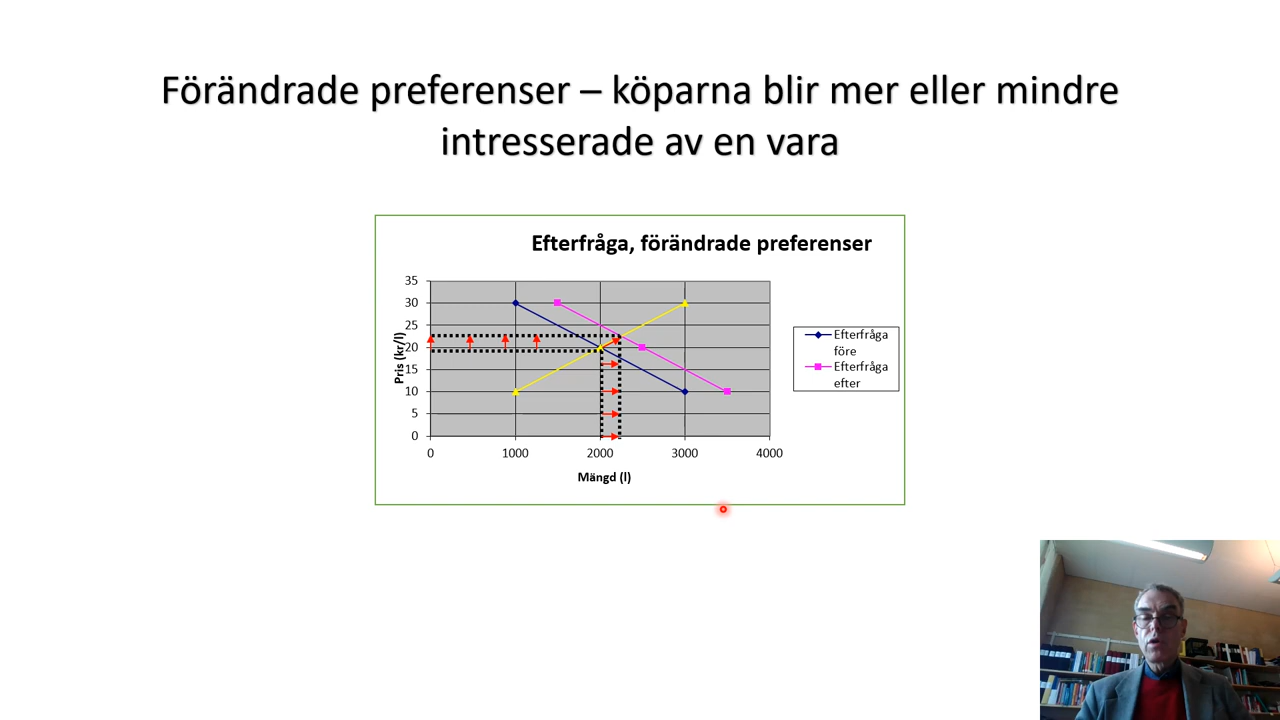 Förändrade preferenser – köparna blir mer eller mindre
intresserade av en vara
Efterfråga, förändrade preferenser
35
30
25
20
15
10
5
0
Pris (kr/l)
0 1000 2000 3000 4000
Mängd (l)
Efterfråga
före
Efterfråga
efter